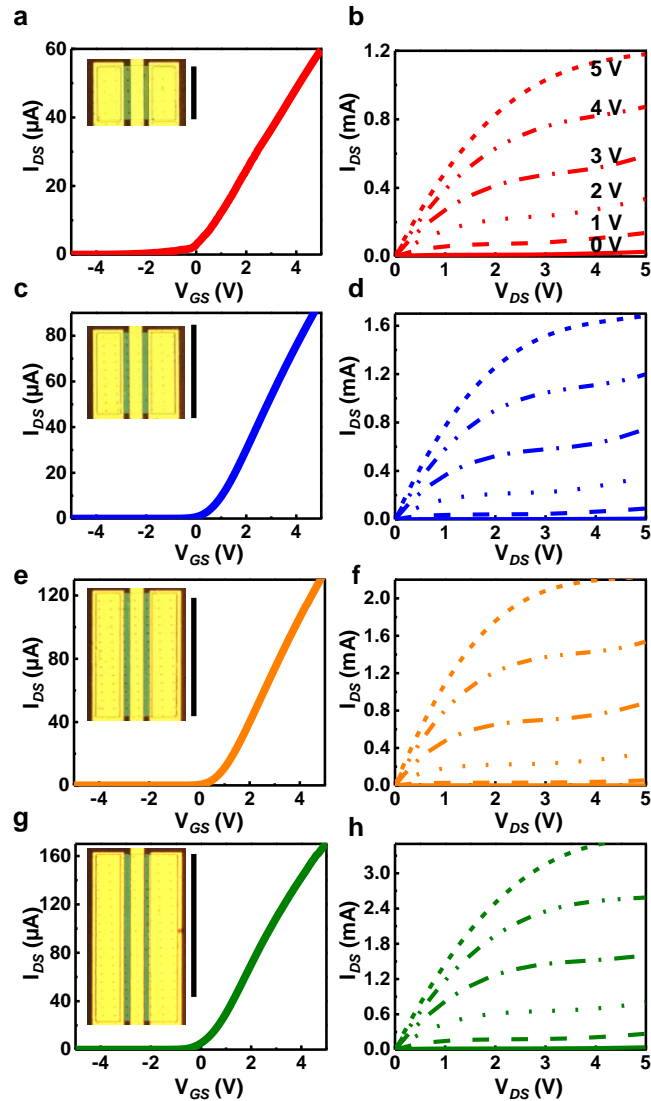 a
60
40
20
0
I_DS (µA)
-4 -2 0 2 4
V_GS (V)
b
1.2
0.8
0.4
0.0
I_DS (mA)
5 V
4 V
3 V
2 V
1 V
0 V
0 1 2 3 4 5
V_DS (V)
c
80
60
40
20
0
I_DS (µA)
-4 -2 0 2 4
V_GS (V)
d
1.6
1.2
0.8
0.4
0.0
I_DS (mA)
0 1 2 3 4 5
V_DS (V)
e
120
80
40
0
I_DS (µA)
-4 -2 0 2 4
V_GS (V)
f
2.0
1.6
1.2
0.8
0.4
0.0
I_DS (mA)
0 1 2 3 4 5
V_DS (V)
g
160
120
80
40
0
I_DS (µA)
-4 -2 0 2 4
V_GS (V)
h
3.0
2.4
1.8
1.2
0.6
0.0
I_DS (mA)
0 1 2 3 4 5
V_DS (V)